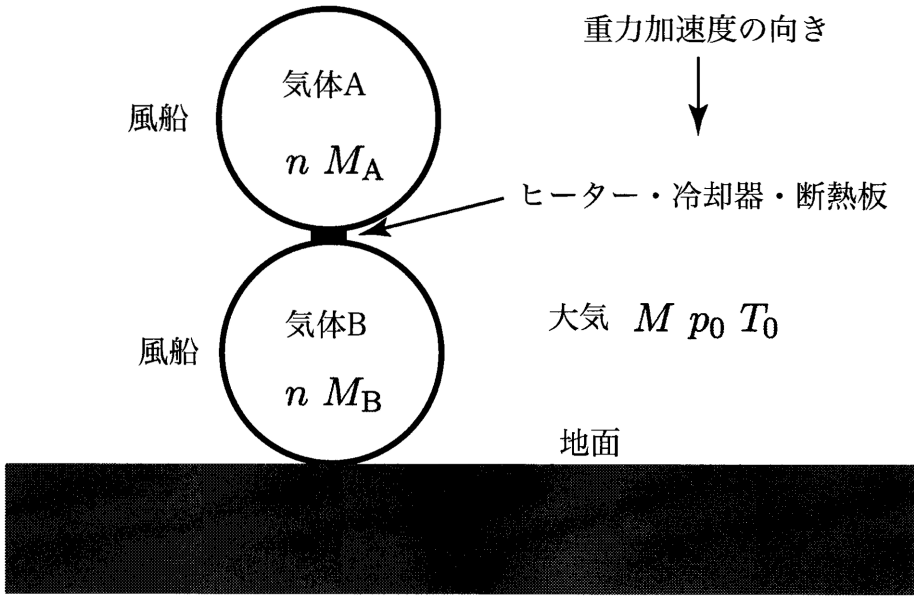 重力加速度の向き
気体A
風船
n M_A
ヒーター・冷却器・断熱板
気体B
大気 M p_0 T_0
風船
n M_B
地面